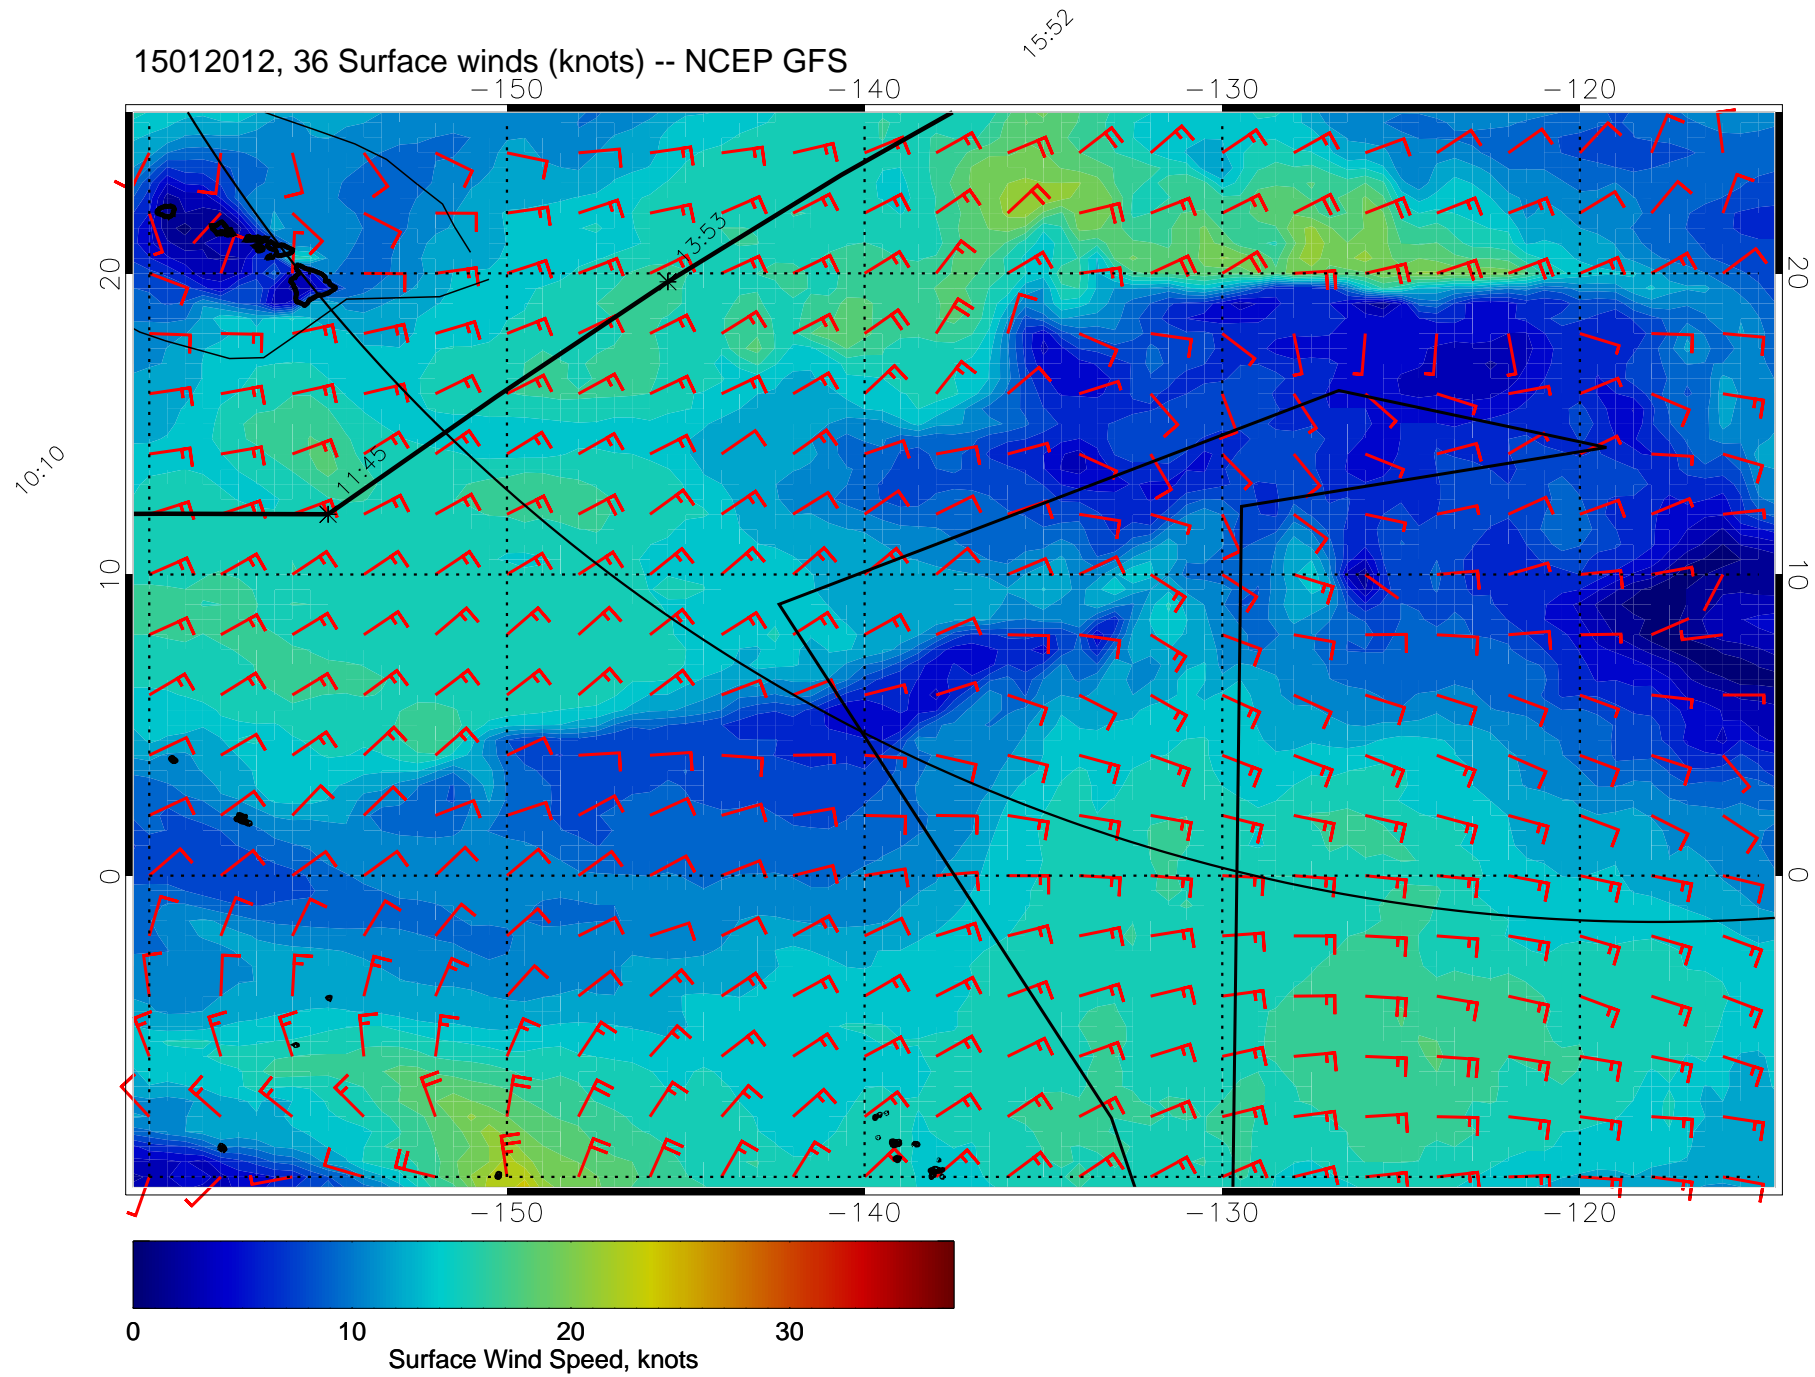 15:52
15012012, 36 Surface winds (knots) -- NCEP GFS
-150 -140 -130 -120
13:53
20 20
10:10
11:45
10 10
0 0
-150 -140 -130 -120
0 10 20 30
Surface Wind Speed, knots